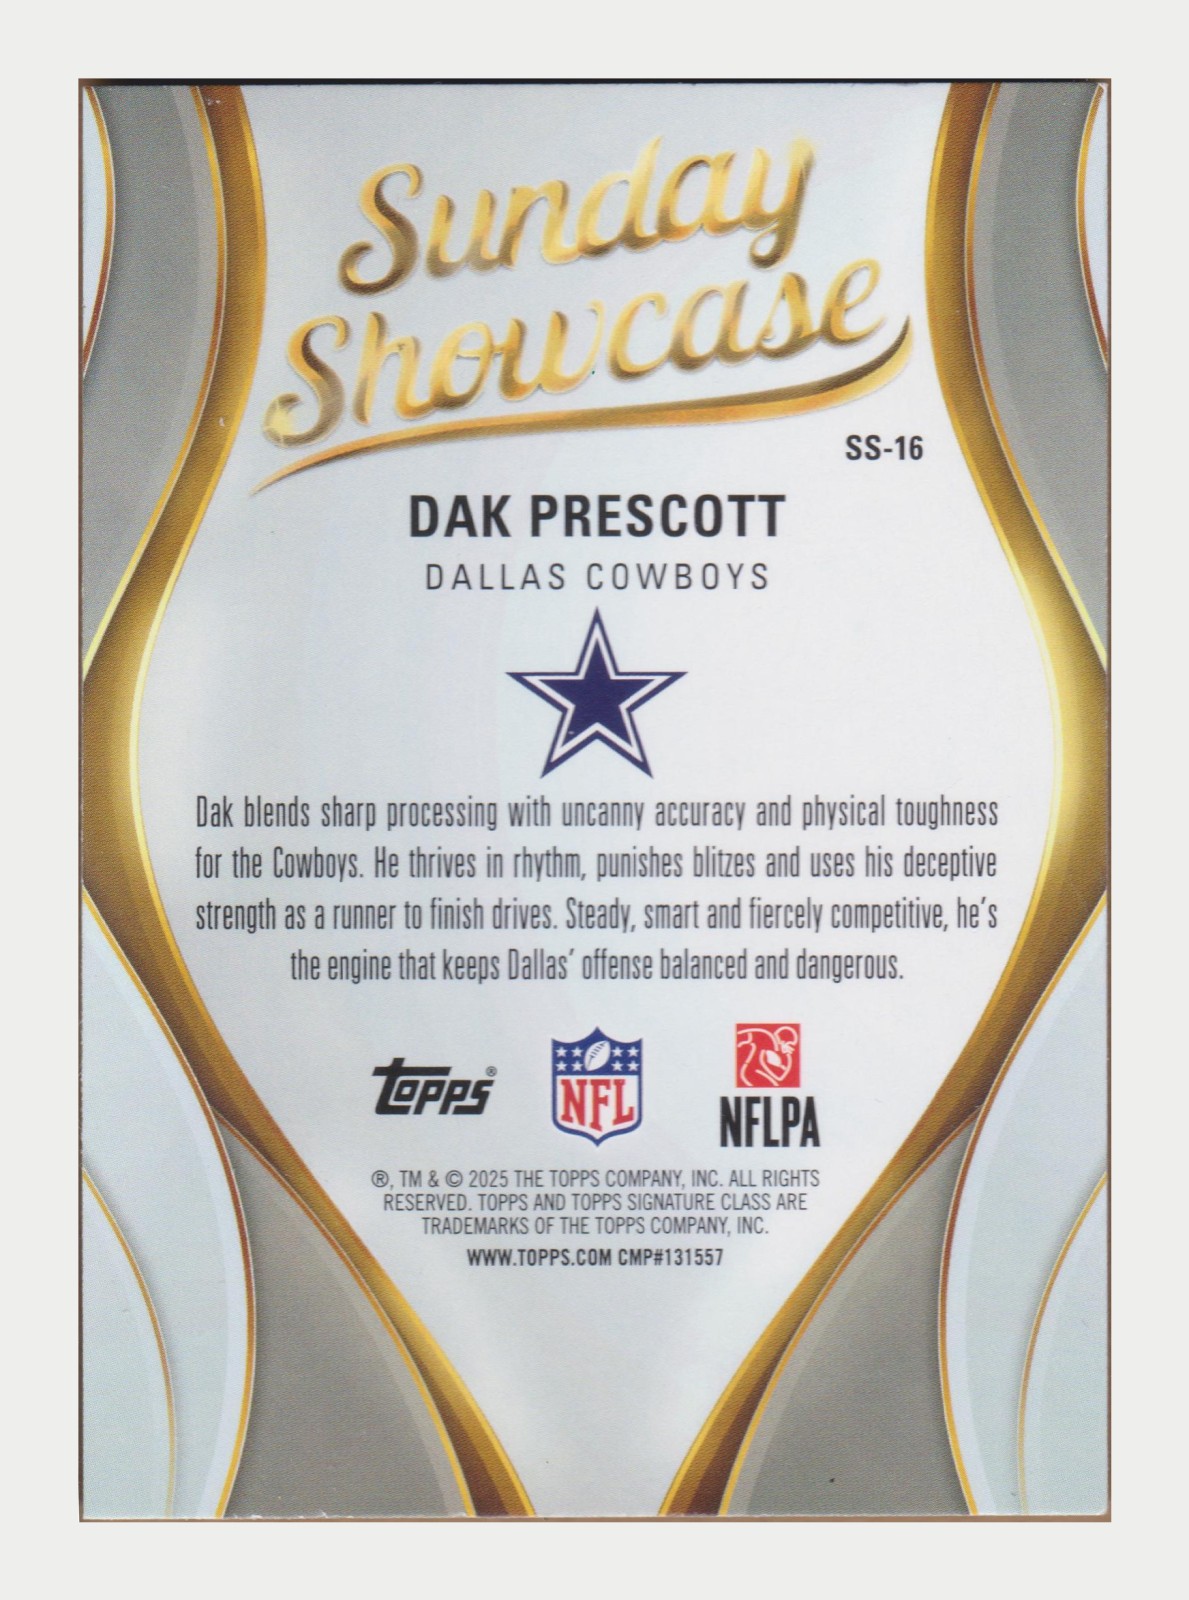 Sunday
Showcase
SS-16
DAK PRESCOTT
DALLAS COWBOYS
Dak blends sharp processing with uncanny accuracy and physical toughness
for the Cowboys. He thrives in rhythm, punishes blitzes and uses his deceptive
strength as a runner to finish drives. Steady, smart and fiercely competitive, he's
the engine that keeps Dallas' offense balanced and dangerous.
topps®
NFL
NFLPA
®, TM & © 2025 THE TOPPS COMPANY, INC. ALL RIGHTS
RESERVED. TOPPS AND TOPPS SIGNATURE CLASS ARE
TRADEMARKS OF THE TOPPS COMPANY, INC.
WWW.TOPPS.COM CMP#131557